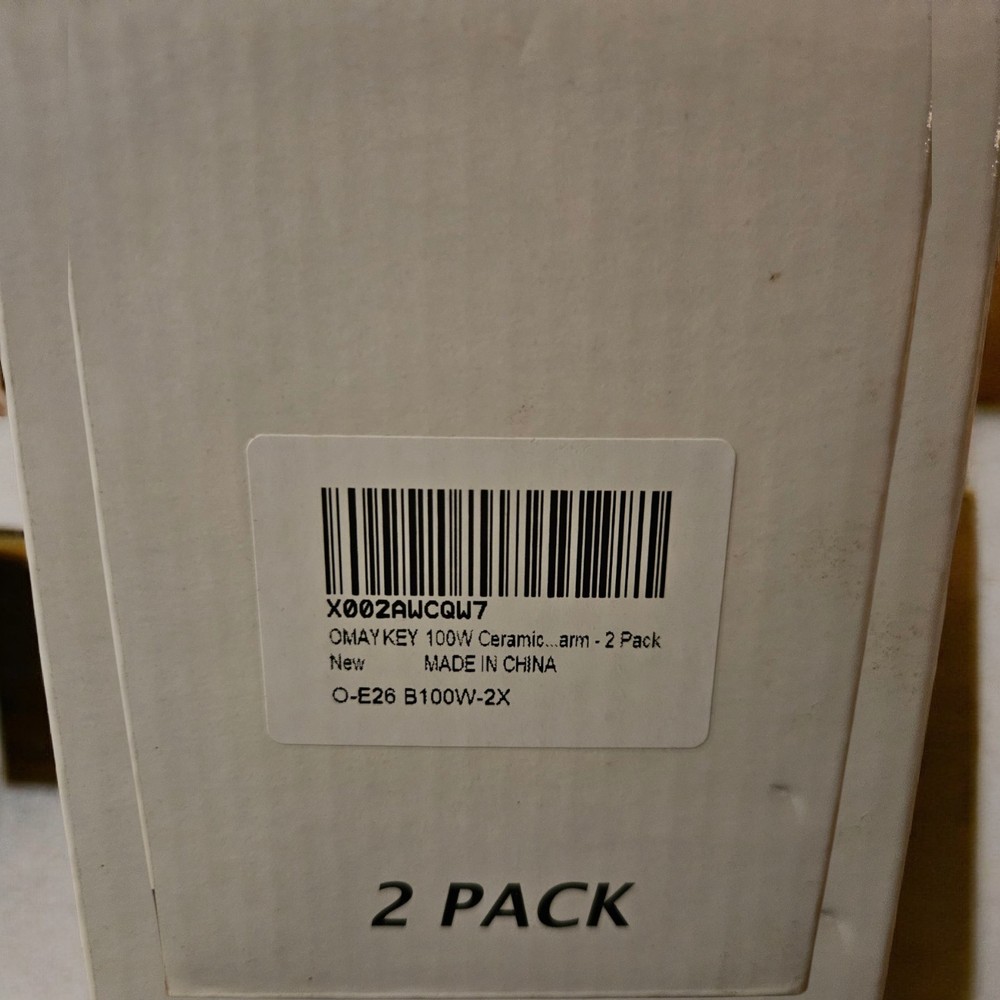 X002AWCQW7
OMAYKEY 100W Ceramic...arm - 2 Pack
New MADE IN CHINA
O-E26 B100W-2X
2 PACK